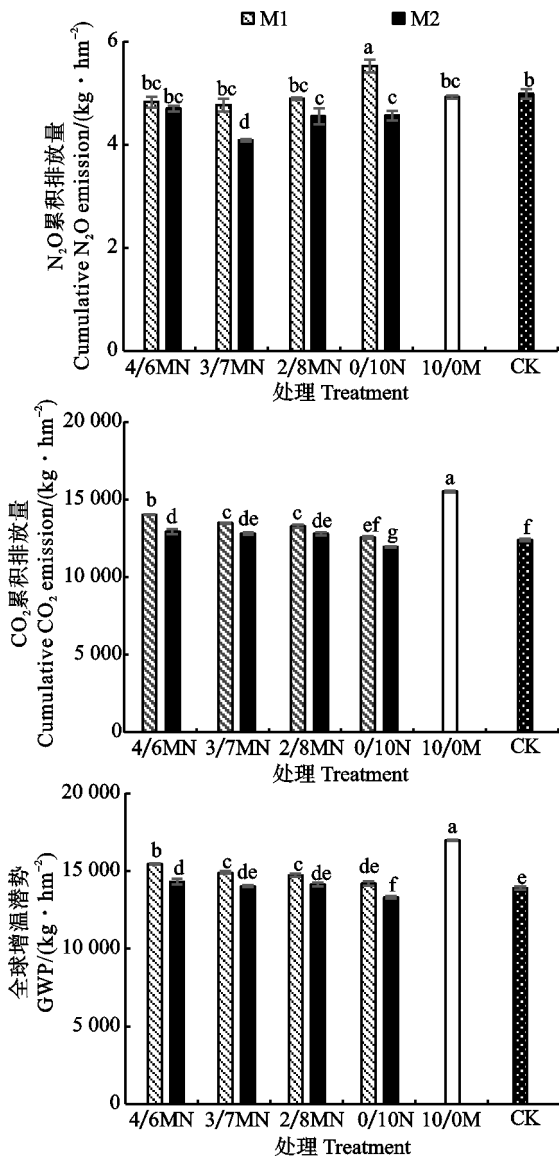 M1 M2
N₂O累积排放量
Cumulative N₂O emission/(kg·hm⁻²)
6
4
2
0
bc bc bc d bc c a c bc b
4/6MN 3/7MN 2/8MN 0/10N 10/0M CK
处理 Treatment
CO₂累积排放量
Cumulative CO₂ emission/(kg·hm⁻²)
20 000
15 000
10 000
5 000
0
b d c de c de ef g a f
4/6MN 3/7MN 2/8MN 0/10N 10/0M CK
处理 Treatment
全球增温潜势
GWP/(kg·hm⁻²)
20 000
15 000
10 000
5 000
0
b d c de c de de f a e
4/6MN 3/7MN 2/8MN 0/10N 10/0M CK
处理 Treatment